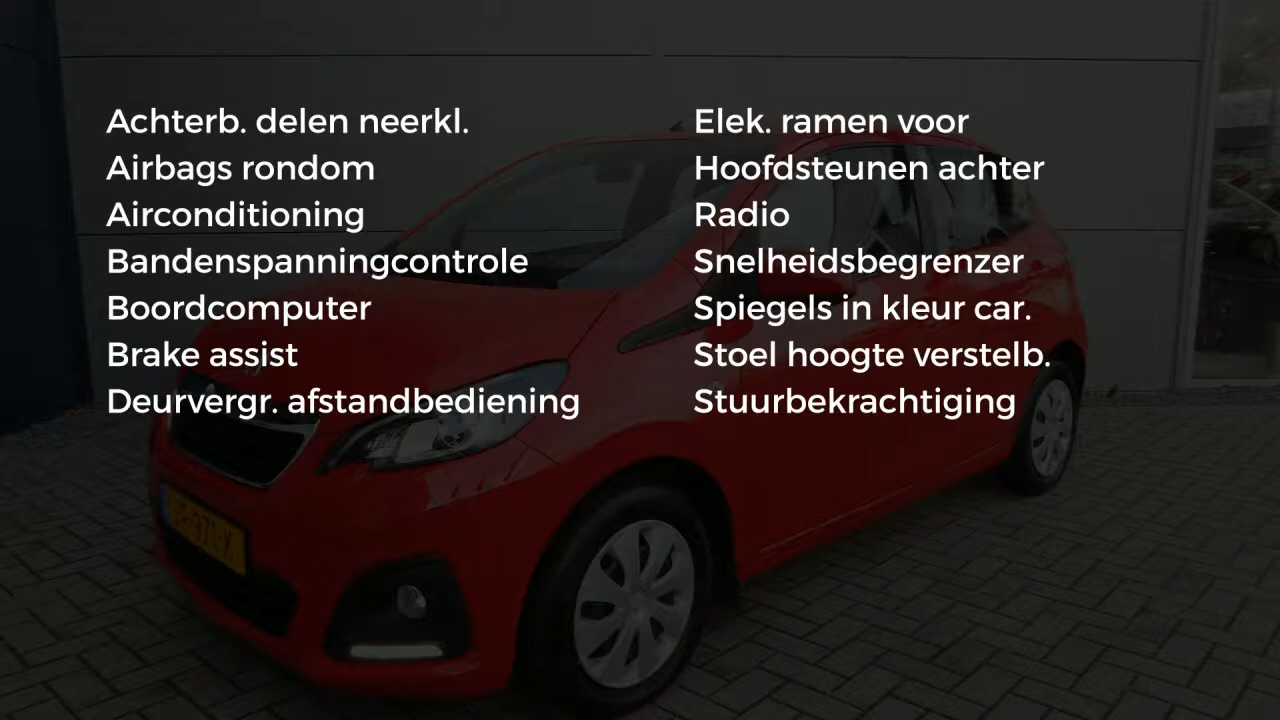 Achterb. delen neerkl.
Airbags rondom
Airconditioning
Bandenspanningcontrole
Boordcomputer
Brake assist
Deurvergr. afstandbediening
Elek. ramen voor
Hoofdsteunen achter
Radio
Snelheidsbegrenzer
Spiegels in kleur car.
Stoel hoogte verstelb.
Stuurbekrachtiging